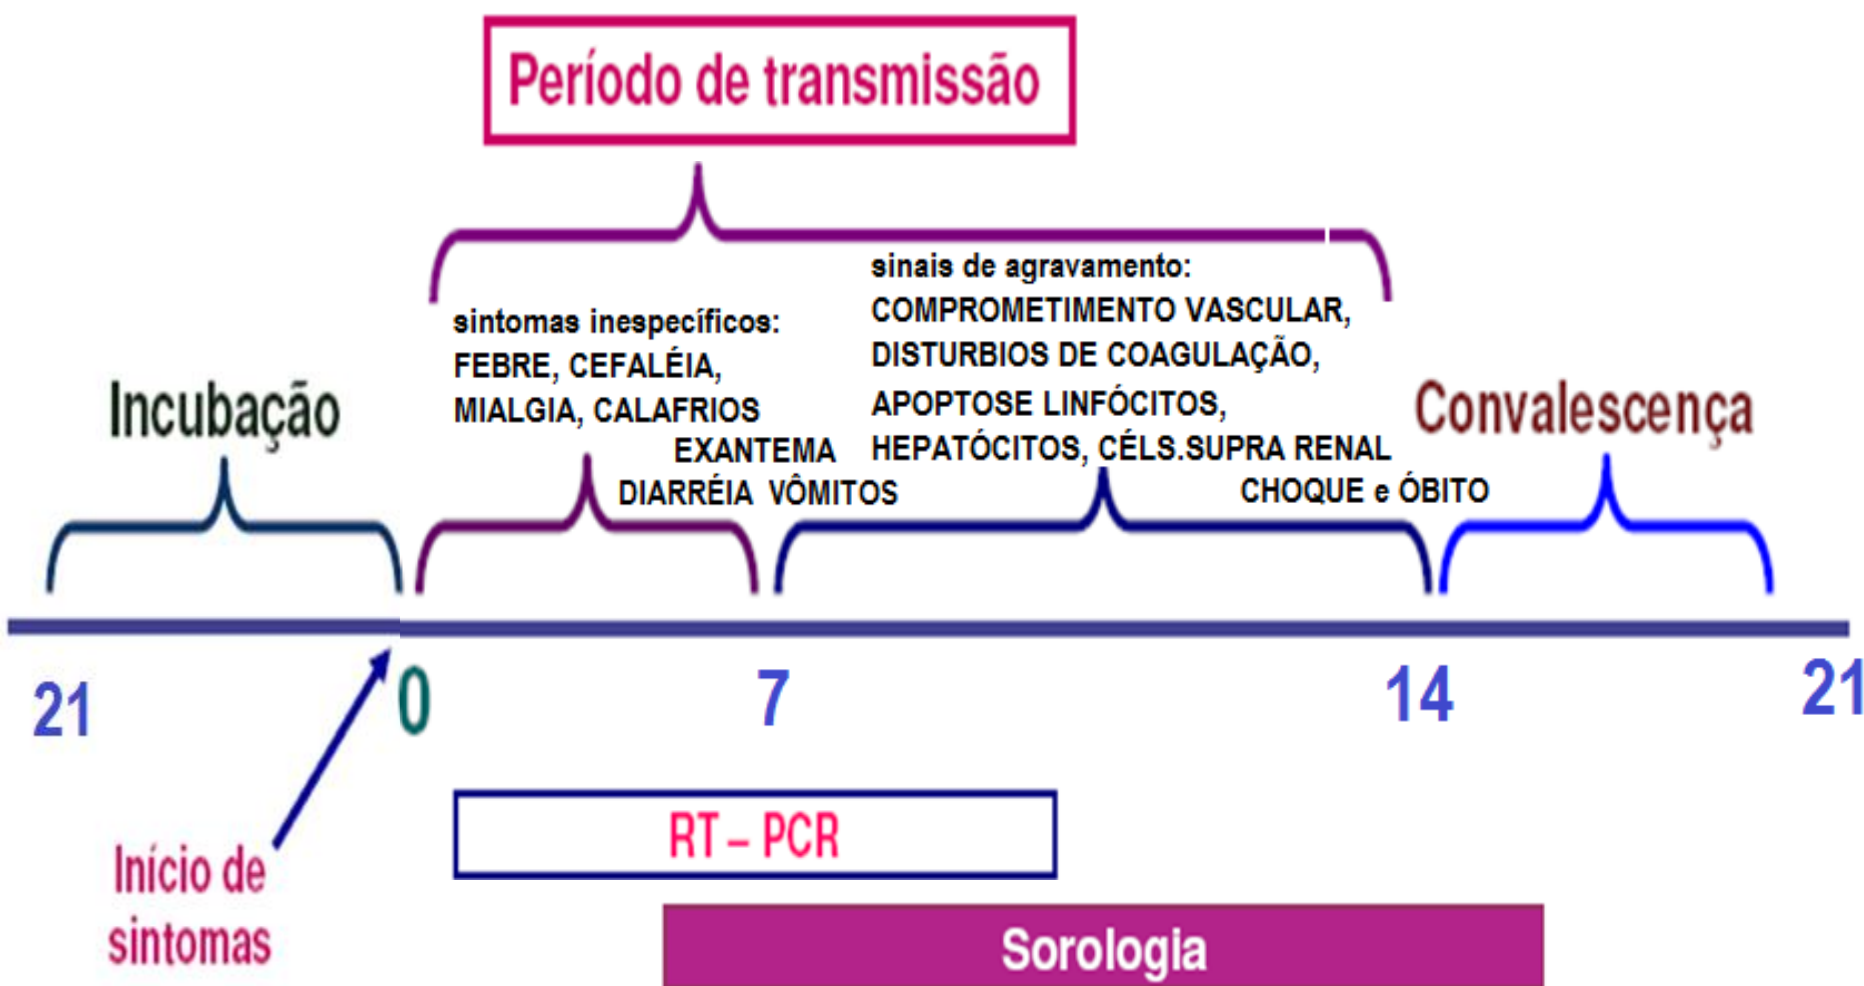 Período de transmissão
sinais de agravamento:
COMPROMETIMENTO VASCULAR,
DISTURBIOS DE COAGULAÇÃO,
APOPTOSE LINFÓCITOS,
HEPATÓCITOS, CÉLS.SUPRA RENAL
CHOQUE e ÓBITO
sintomas inespecíficos:
FEBRE, CEFALÉIA,
MIALGIA, CALAFRIOS
EXANTEMA
DIARRÉIA VÔMITOS
Incubação
Convalescença
21
0
7
14
21
Início de
sintomas
RT – PCR
Sorologia